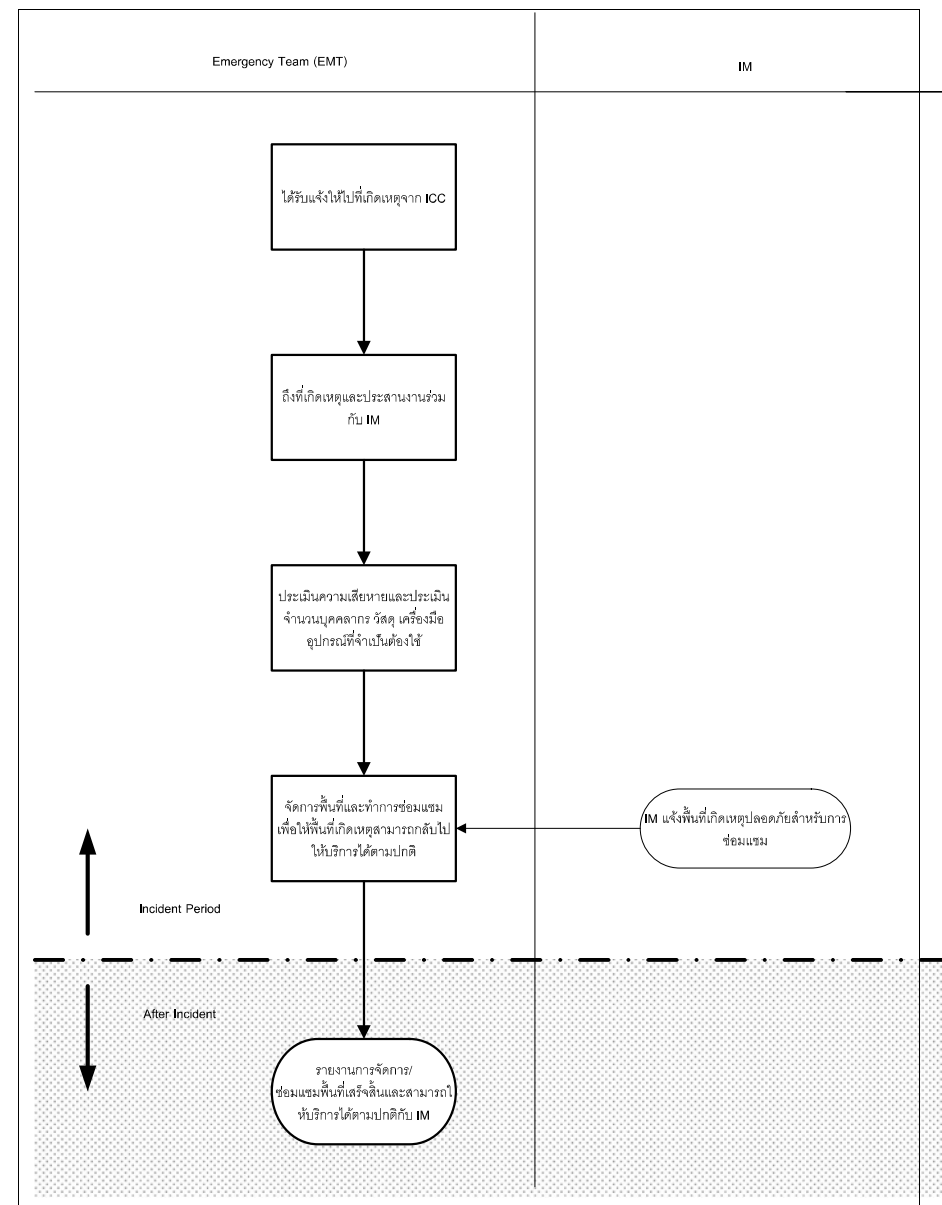 Emergency Team (EMT)
IM
ได้รับแจ้งให้ไปที่เกิดเหตุจาก ICC
ถึงที่เกิดเหตุและประสานงานร่วม
กับ IM
ประเมินความเสียหายและประเมิน
จำนวนบุคคลากร วัสดุ เครื่องมือ
อุปกรณ์ที่จำเป็นต้องใช้
จัดการพื้นที่และทำการซ่อมแซม
เพื่อให้พื้นที่เกิดเหตุสามารถกลับไป
ให้บริการได้ตามปกติ
IM แจ้งพื้นที่เกิดเหตุปลอดภัยสำหรับการ
ซ่อมแซม
Incident Period
After Incident
รายงานการจัดการ/
ซ่อมแซมพื้นที่เสร็จสิ้นและสามารถใ
ห้บริการได้ตามปกติกับ IM